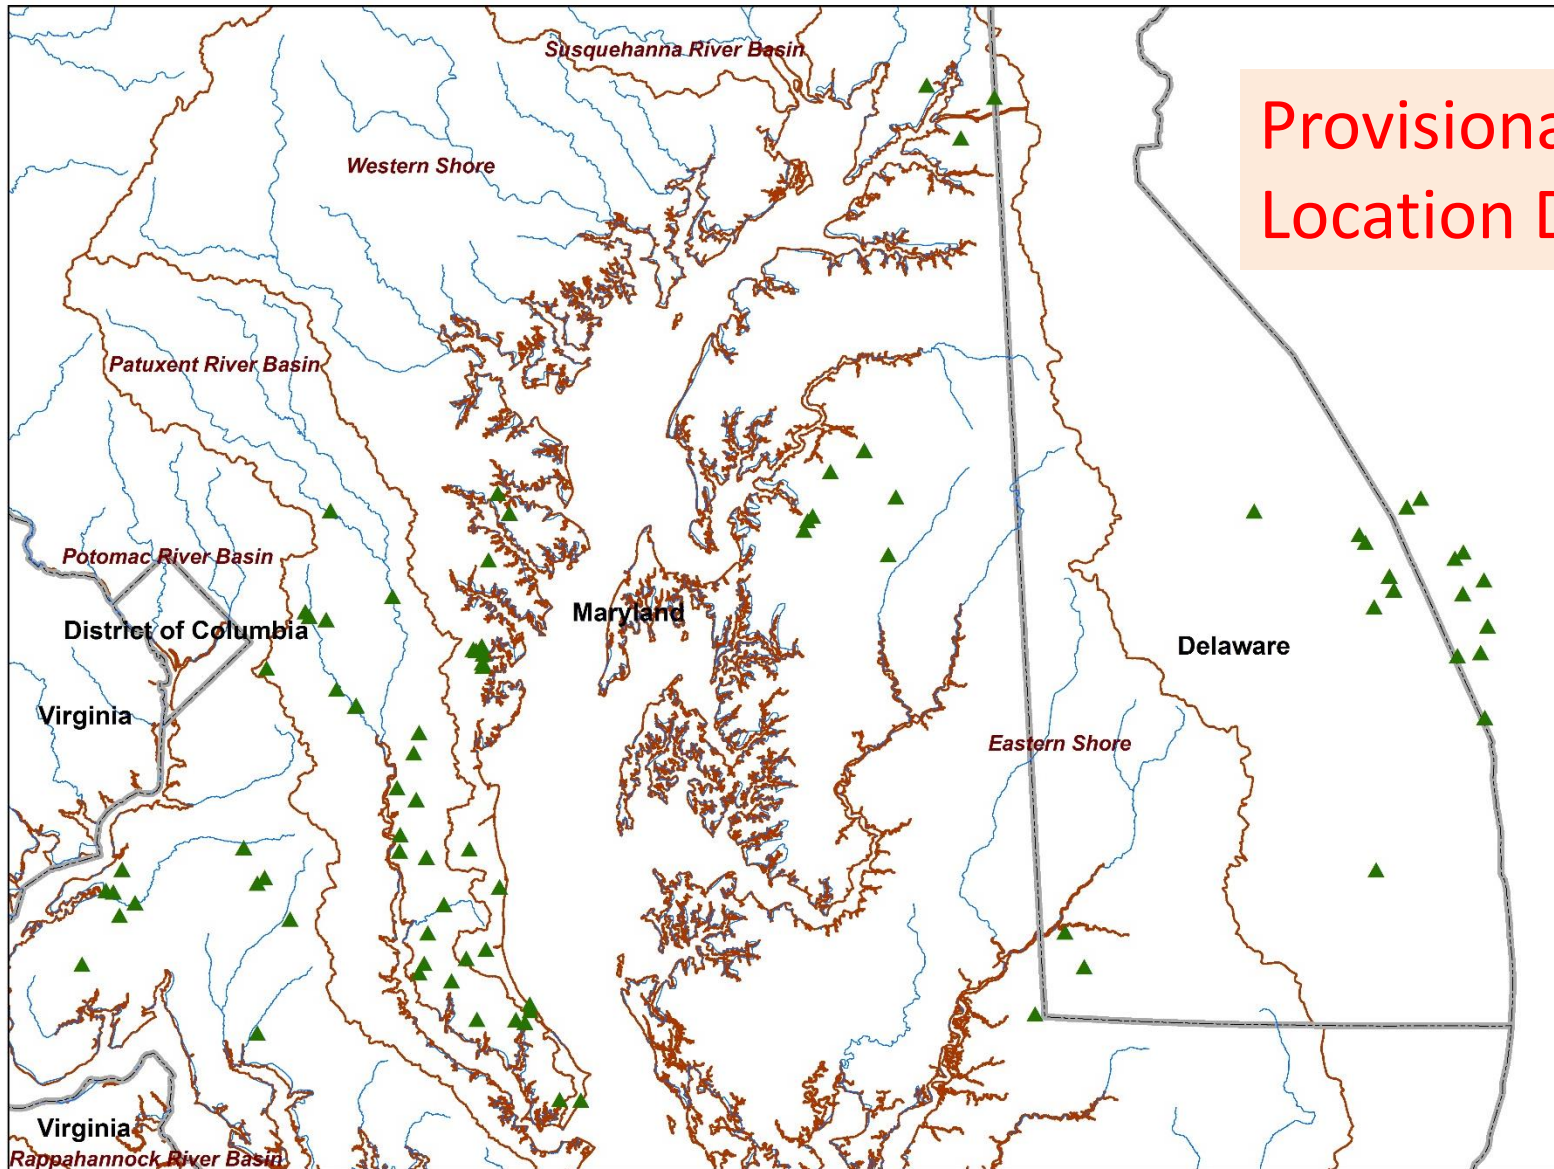 Susquehanna River Basin
Provisiona
Location D
Western Shore
Patuxent River Basin
Potomac River Basin
District of Columbia
Maryland
Delaware
Virginia
Eastern Shore
Virginia
Rappahannock River Basin